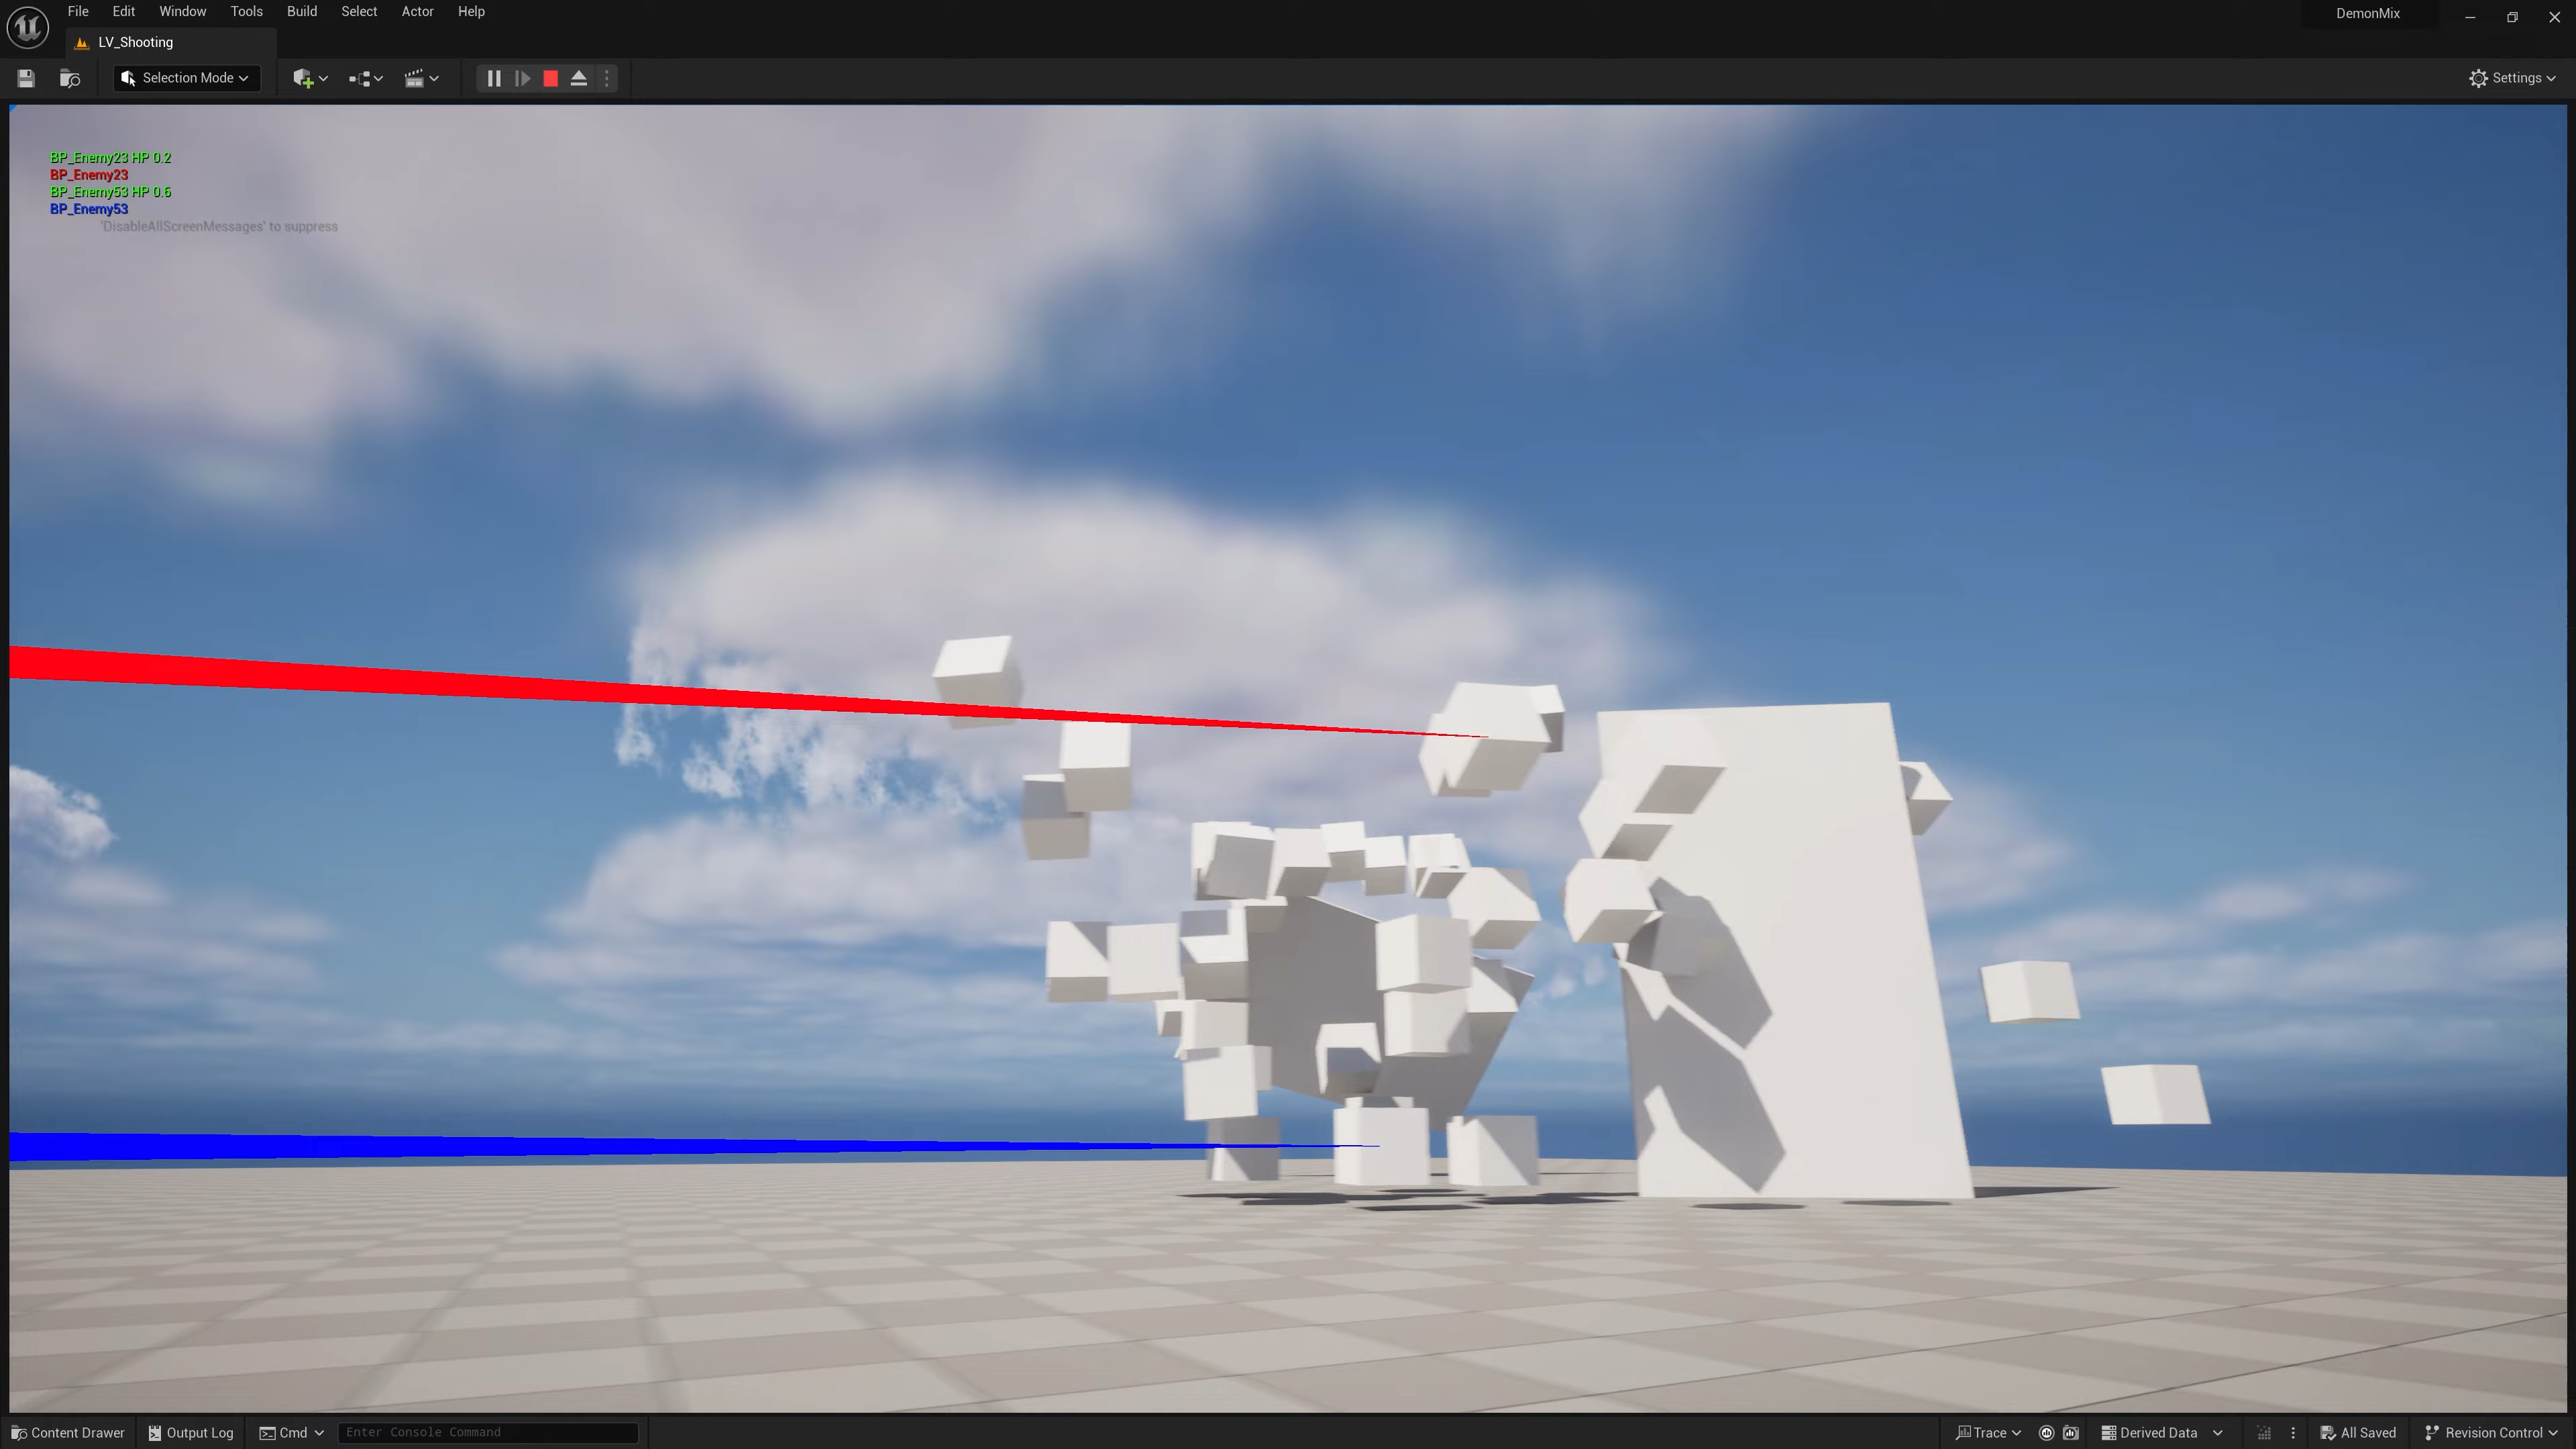 File Edit Window Tools Build Select Actor Help
DemonMix
LV_Shooting
Selection Mode
Settings
BP_Enemy23 HP 0.2
BP_Enemy23
BP_Enemy53 HP 0.6
BP_Enemy53
'DisableAllScreenMessages' to suppress
Content Drawer Output Log Cmd Enter Console Command Trace Derived Data All Saved Revision Control